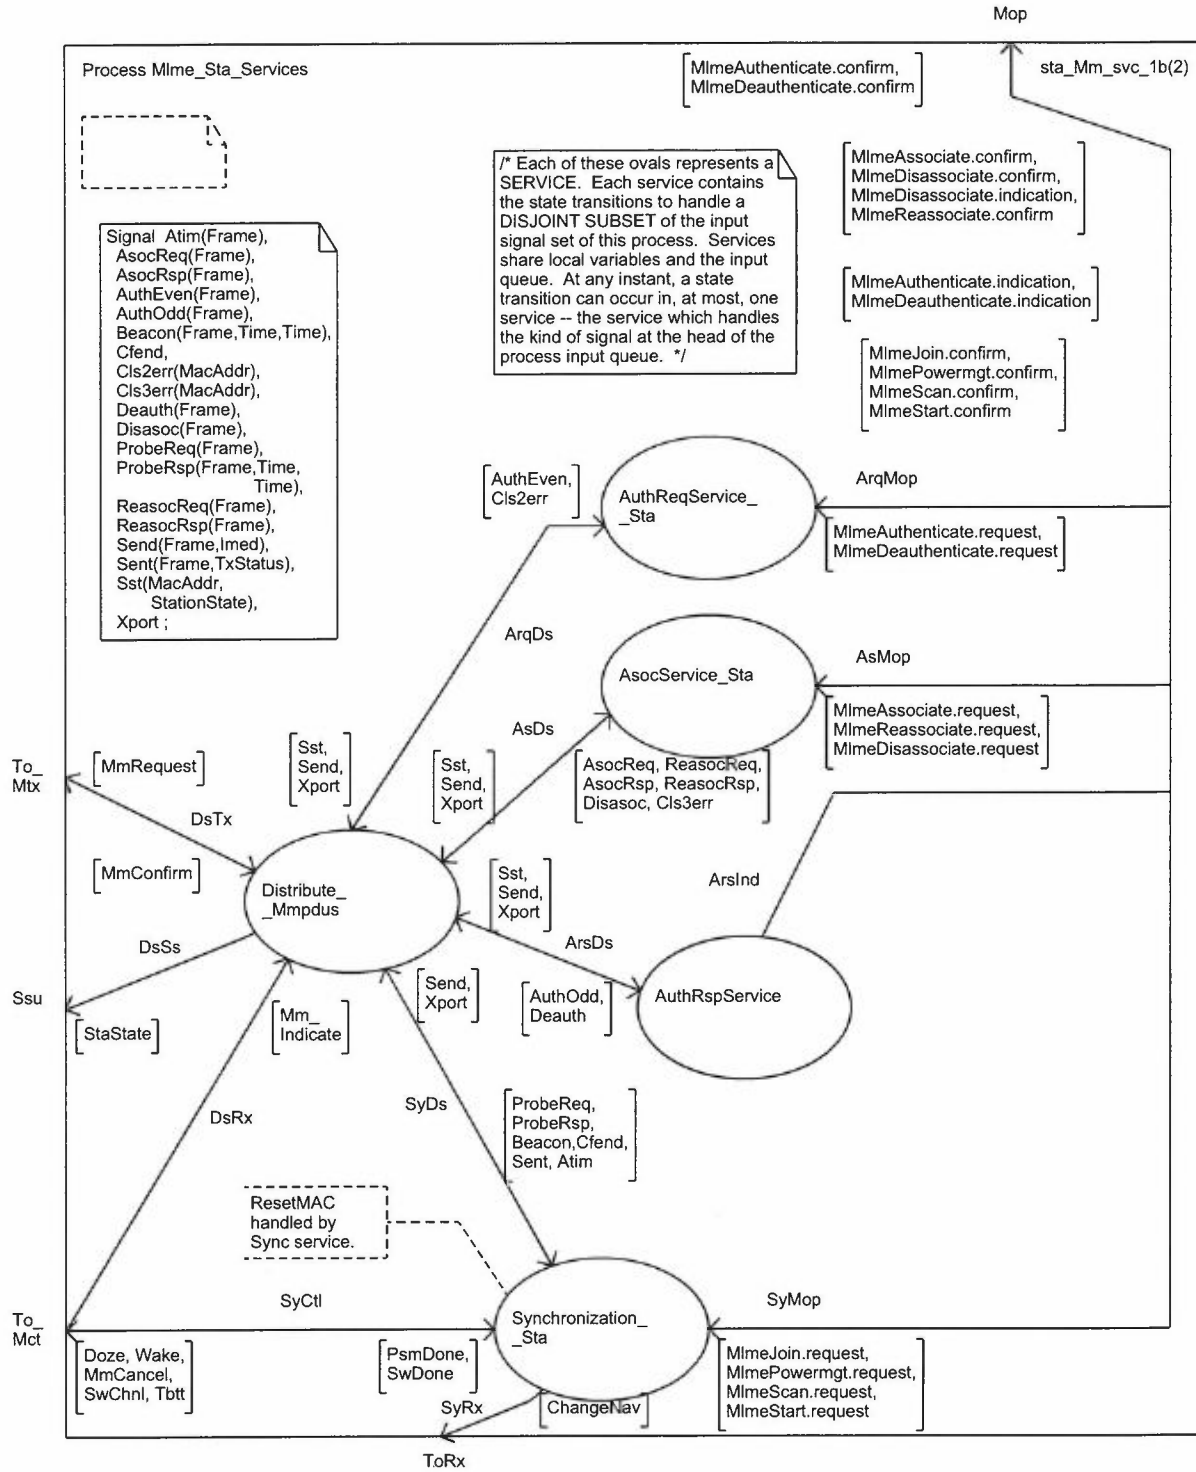 Mop
Process Mlme_Sta_Services
MlmeAuthenticate.confirm,
MlmeDeauthenticate.confirm
sta_Mm_svc_1b(2)
/* Each of these ovals represents a
SERVICE. Each service contains
the state transitions to handle a
DISJOINT SUBSET of the input
signal set of this process. Services
share local variables and the input
queue. At any instant, a state
transition can occur in, at most, one
service -- the service which handles
the kind of signal at the head of the
process input queue. */
MlmeAssociate.confirm,
MlmeDisassociate.confirm,
MlmeDisassociate.indication,
MlmeReassociate.confirm
Signal Atim(Frame),
AsocReq(Frame),
AsocRsp(Frame),
AuthEven(Frame),
AuthOdd(Frame),
Beacon(Frame,Time,Time),
Cfend,
Cls2err(MacAddr),
Cls3err(MacAddr),
Deauth(Frame),
Disasoc(Frame),
ProbeReq(Frame),
ProbeRsp(Frame,Time,
Time),
ReasocReq(Frame),
ReasocRsp(Frame),
Send(Frame,Imed),
Sent(Frame,TxStatus),
Sst(MacAddr,
StationState),
Xport ;
MlmeAuthenticate.indication,
MlmeDeauthenticate.indication
MlmeJoin.confirm,
MlmePowermgt.confirm,
MlmeScan.confirm,
MlmeStart.confirm
AuthEven,
Cls2err
AuthReqService_
_Sta
ArqMop
MlmeAuthenticate.request,
MlmeDeauthenticate.request
ArqDs
AsocService_Sta
AsMop
MlmeAssociate.request,
MlmeReassociate.request,
MlmeDisassociate.request
AsDs
To_
Mtx
MmRequest
Sst,
Send,
Xport
Sst,
Send,
Xport
AsocReq, ReasocReq,
AsocRsp, ReasocRsp,
Disasoc, Cls3err
DsTx
MmConfirm
Distribute_
_Mmpdus
Sst,
Send,
Xport
ArsInd
DsSs
ArsDs
Ssu
StaState
Mm_
Indicate
Send,
Xport
AuthOdd,
Deauth
AuthRspService
DsRx
SyDs
ProbeReq,
ProbeRsp,
Beacon,Cfend,
Sent, Atim
ResetMAC
handled by
Sync service.
SyCtl
SyMop
To_
Mct
Synchronization_
_Sta
Doze, Wake,
MmCancel,
SwChnl, Tbtt
PsmDone,
SwDone
MlmeJoin.request,
MlmePowermgt.request,
MlmeScan.request,
MlmeStart.request
SyRx
ChangeNav
ToRx